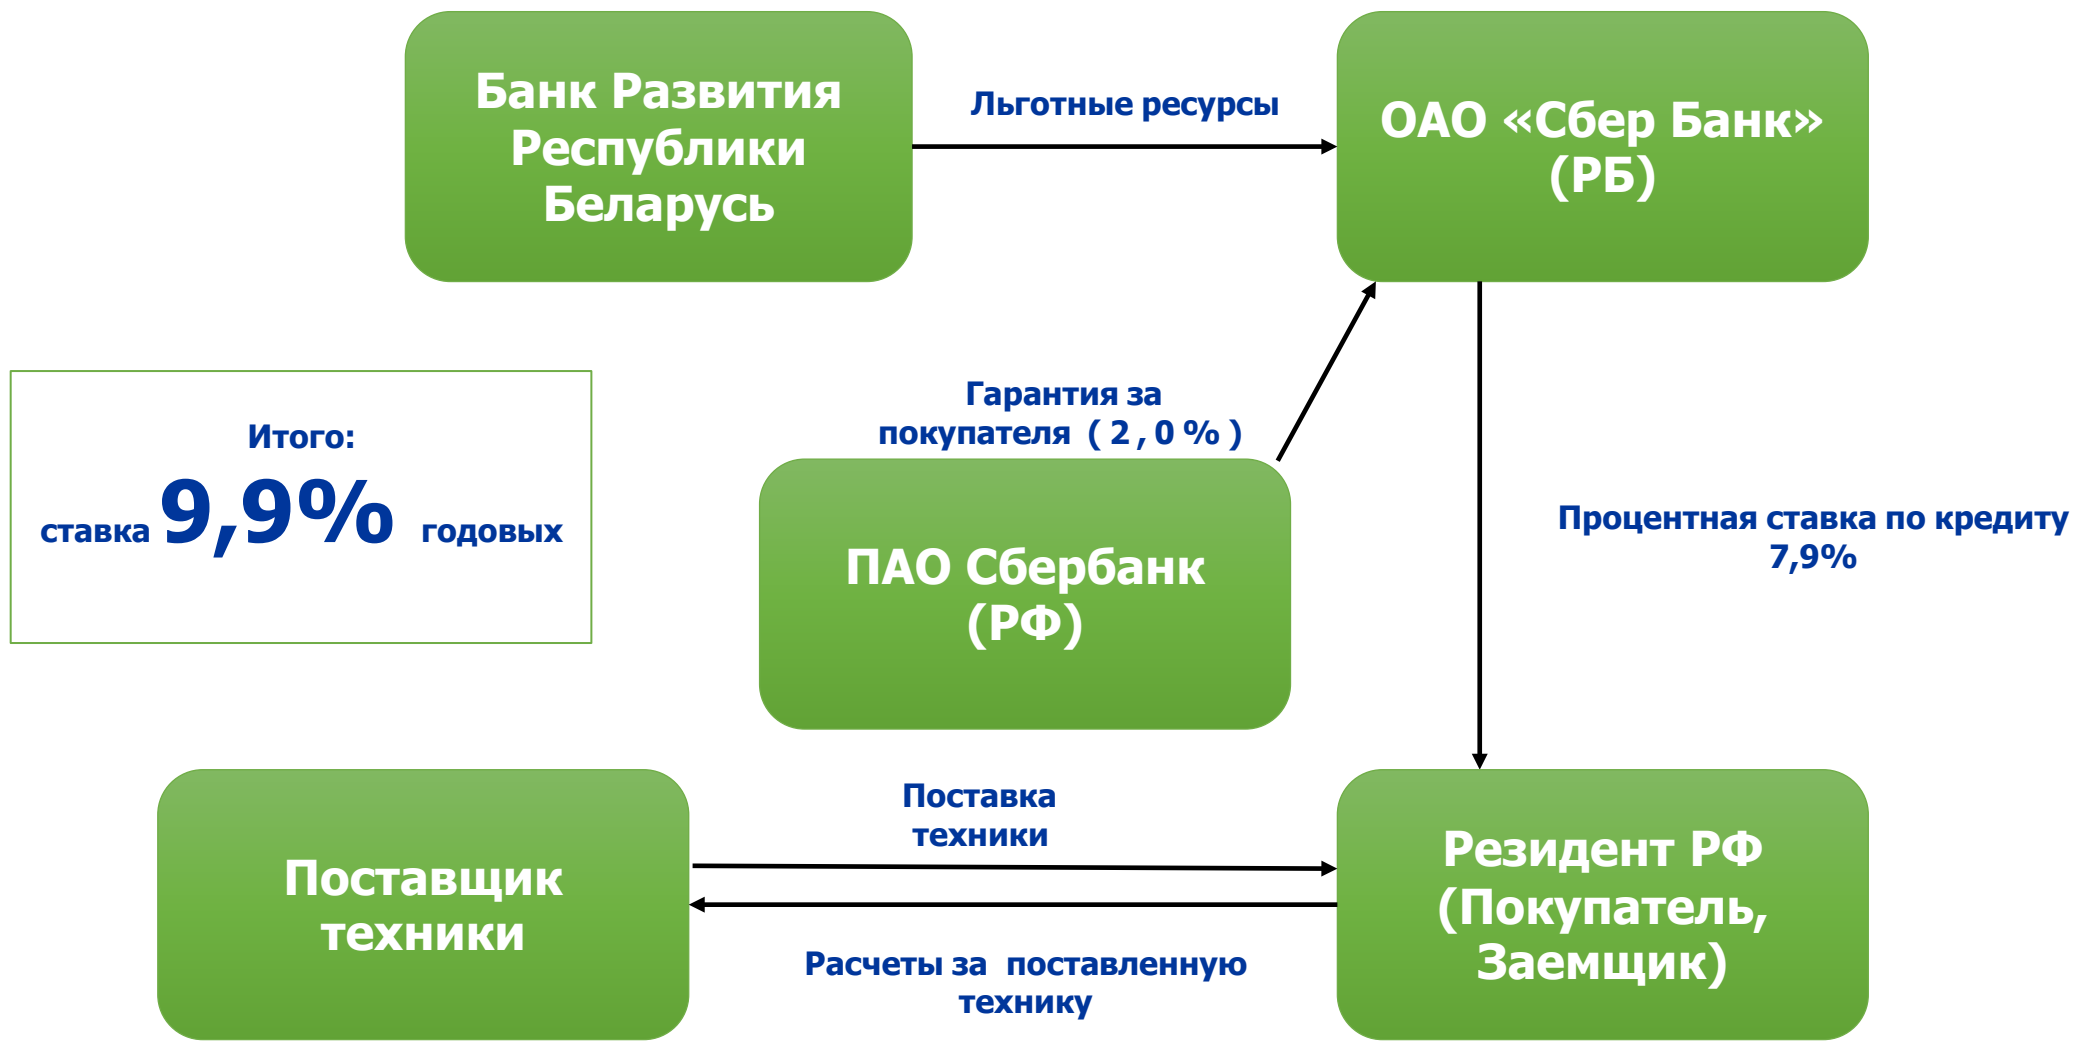 Банк Развития
Республики
Беларусь
Льготные ресурсы
ОАО «Сбер Банк»
(РБ)
Гарантия за
покупателя ( 2 , 0 % )
Итого:
ставка 9,9% годовых
ПАО Сбербанк
(РФ)
Процентная ставка по кредиту
7,9%
Поставщик
техники
Поставка
техники
Расчеты за поставленную
технику
Резидент РФ
(Покупатель,
Заемщик)